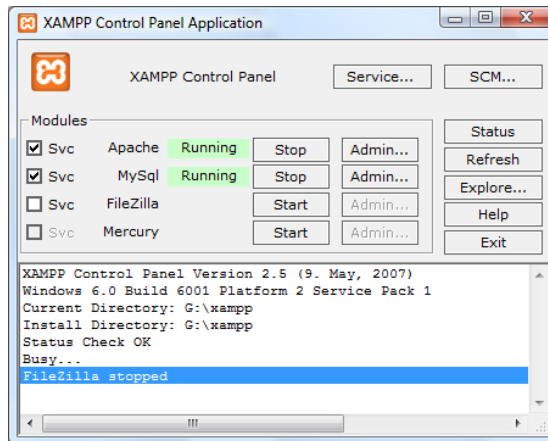 XAMPP Control Panel Application
XAMPP Control Panel Service... SCM...
Modules
Svc Apache Running Stop Admin...
Svc MySql Running Stop Admin...
Svc FileZilla Start Admin...
Svc Mercury Start Admin...
Status
Refresh
Explore...
Help
Exit
XAMPP Control Panel Version 2.5 (9. May, 2007)
Windows 6.0 Build 6001 Platform 2 Service Pack 1
Current Directory: G:\xampp
Install Directory: G:\xampp
Status Check OK
Busy...
FileZilla stopped